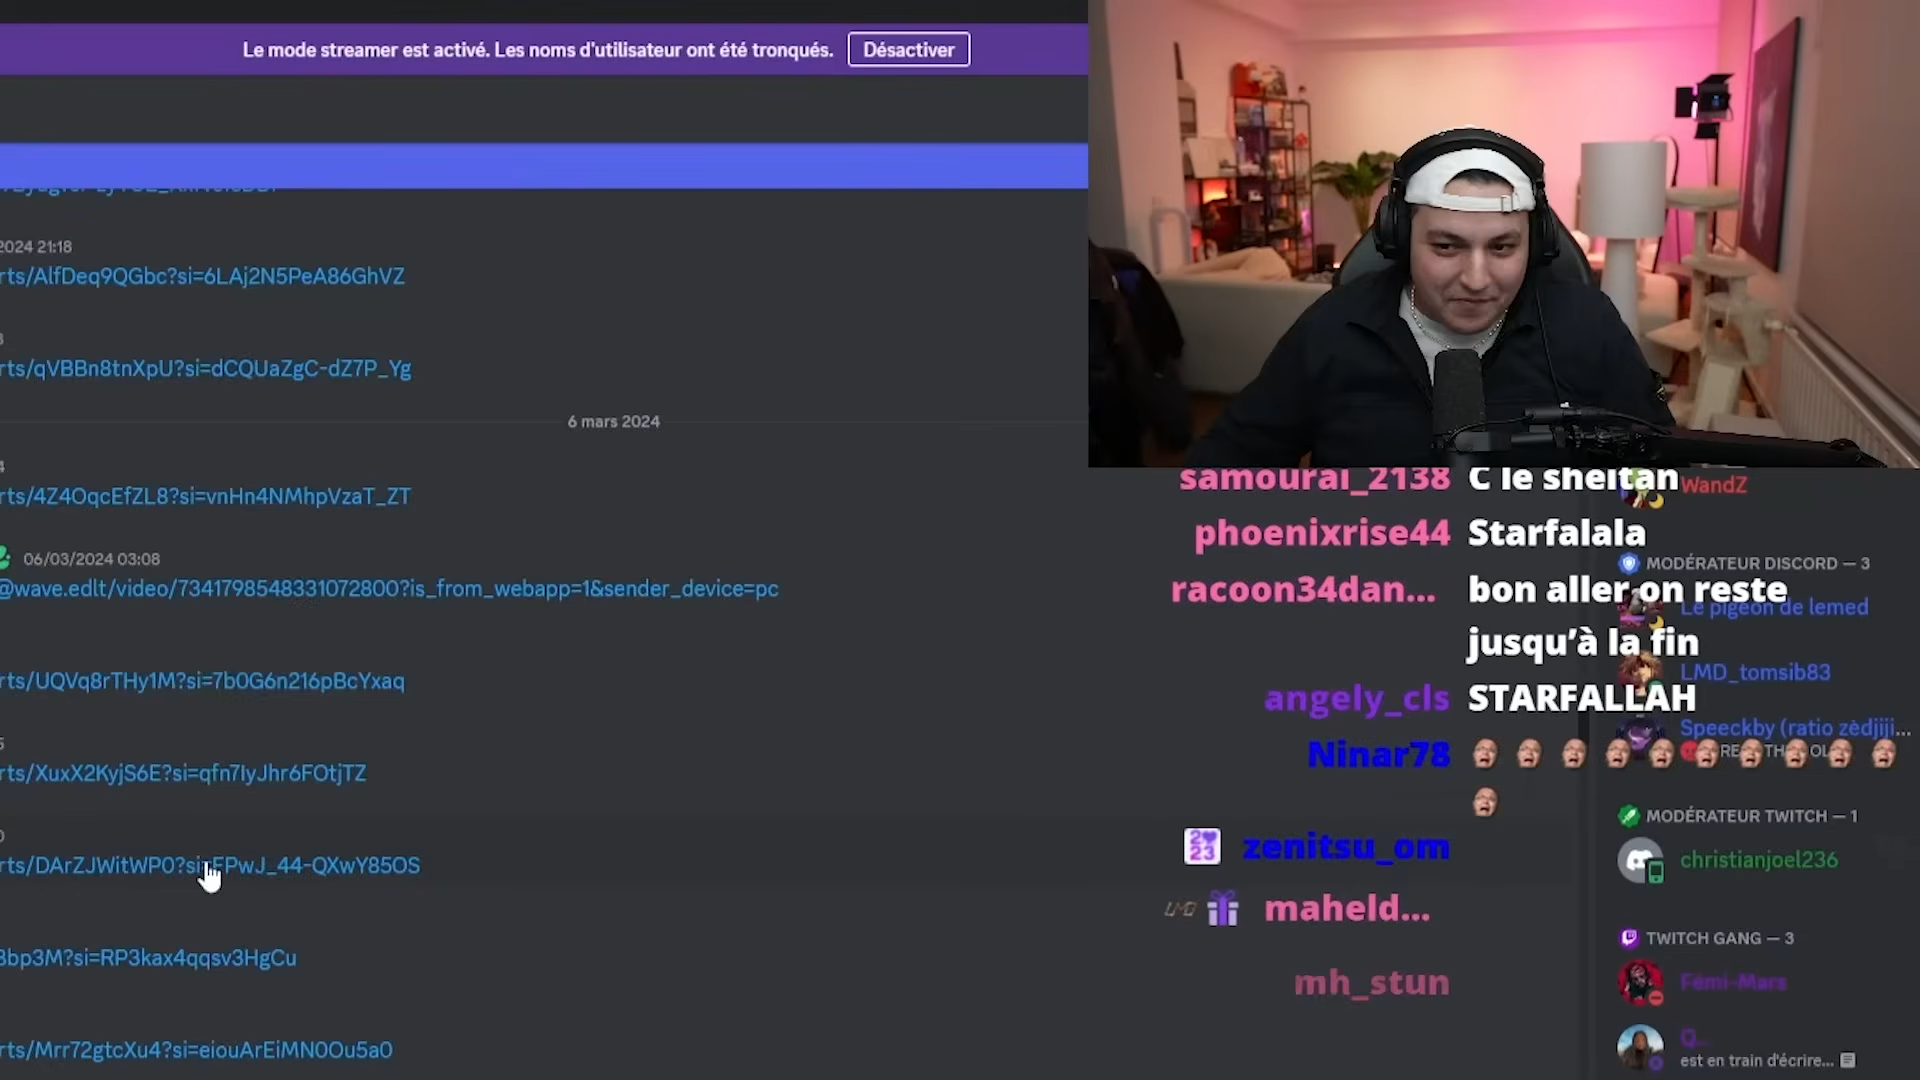 Le mode streamer est activé. Les noms d'utilisateur ont été tronqués.
Désactiver
2024 21:18
rts/AlfDeq9QGbc?si=6LAj2N5PeA86GhVZ
rts/qVBBn8tnXpU?si=dCQUaZgC-dZ7P_Yg
6 mars 2024
rts/4Z4OqcEfZL8?si=vnHn4NMhpVzaT_ZT
06/03/2024 03:08
@wave.edlt/video/7341798548331072800?is_from_webapp=1&sender_device=pc
rts/UQVq8rTHy1M?si=7b0G6n216pBcYxaq
rts/XuxX2KyjS6E?si=qfn7IyJhr6FOtjTZ
rts/DArZJWitWP0?si=FPwJ_44-QXwY85OS
3bp3M?si=RP3kax4qqsv3HgCu
rts/Mrr72gtcXu4?si=eiouArEiMN0Ou5a0
samourai_2138 C le sheitan
phoenixrise44 Starfalala
racoon34dan... bon aller on reste
jusqu'à la fin
angely_cls STARFALLAH
Ninar78
2023 zenitsu_om
LMD maheld...
mh_stun
WandZ
MODÉRATEUR DISCORD — 3
Le pigeon de lemed
LMD_tomsib83
Speeckby (ratio zèdjiji...
MODÉRATEUR TWITCH — 1
christianjoel236
TWITCH GANG — 3
Fémi-Mars
Q...
est en train d'écrire...